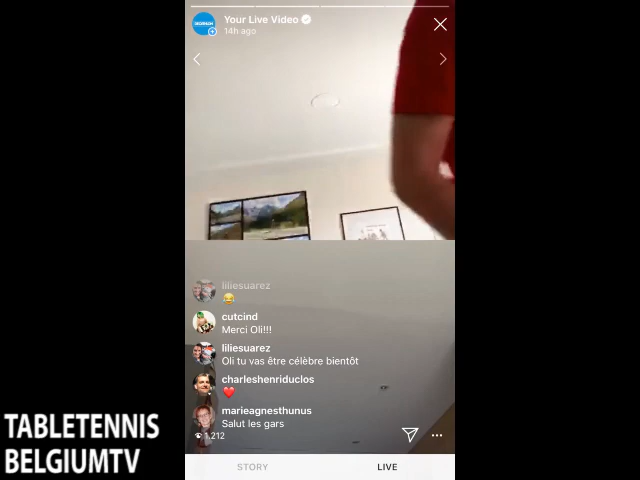 Your Live Video
14h ago
liliesuarez
😂
cutcind
Merci Oli!!!
liliesuarez
Oli tu vas être célèbre bientôt
charleshenriduclos
❤️
marieagnesthunus
Salut les gars
1,212
STORY
LIVE
TABLETENNIS
BELGIUMTV